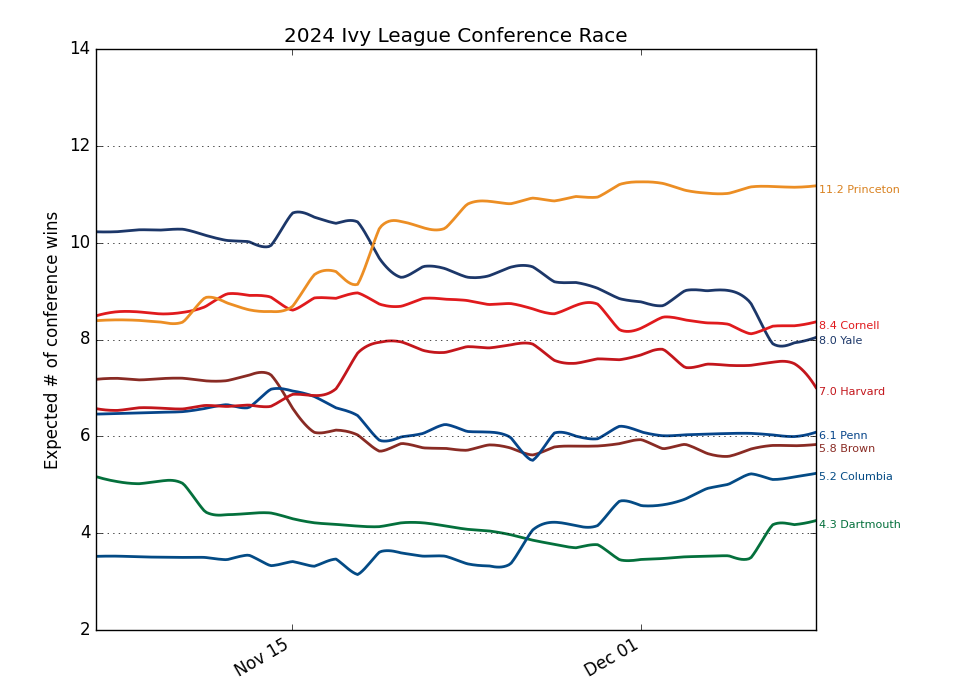 2024 Ivy League Conference Race
Expected # of conference wins
14
12
10
8
6
4
2
Nov 15
Dec 01
11.2 Princeton
8.4 Cornell
8.0 Yale
7.0 Harvard
6.1 Penn
5.8 Brown
5.2 Columbia
4.3 Dartmouth